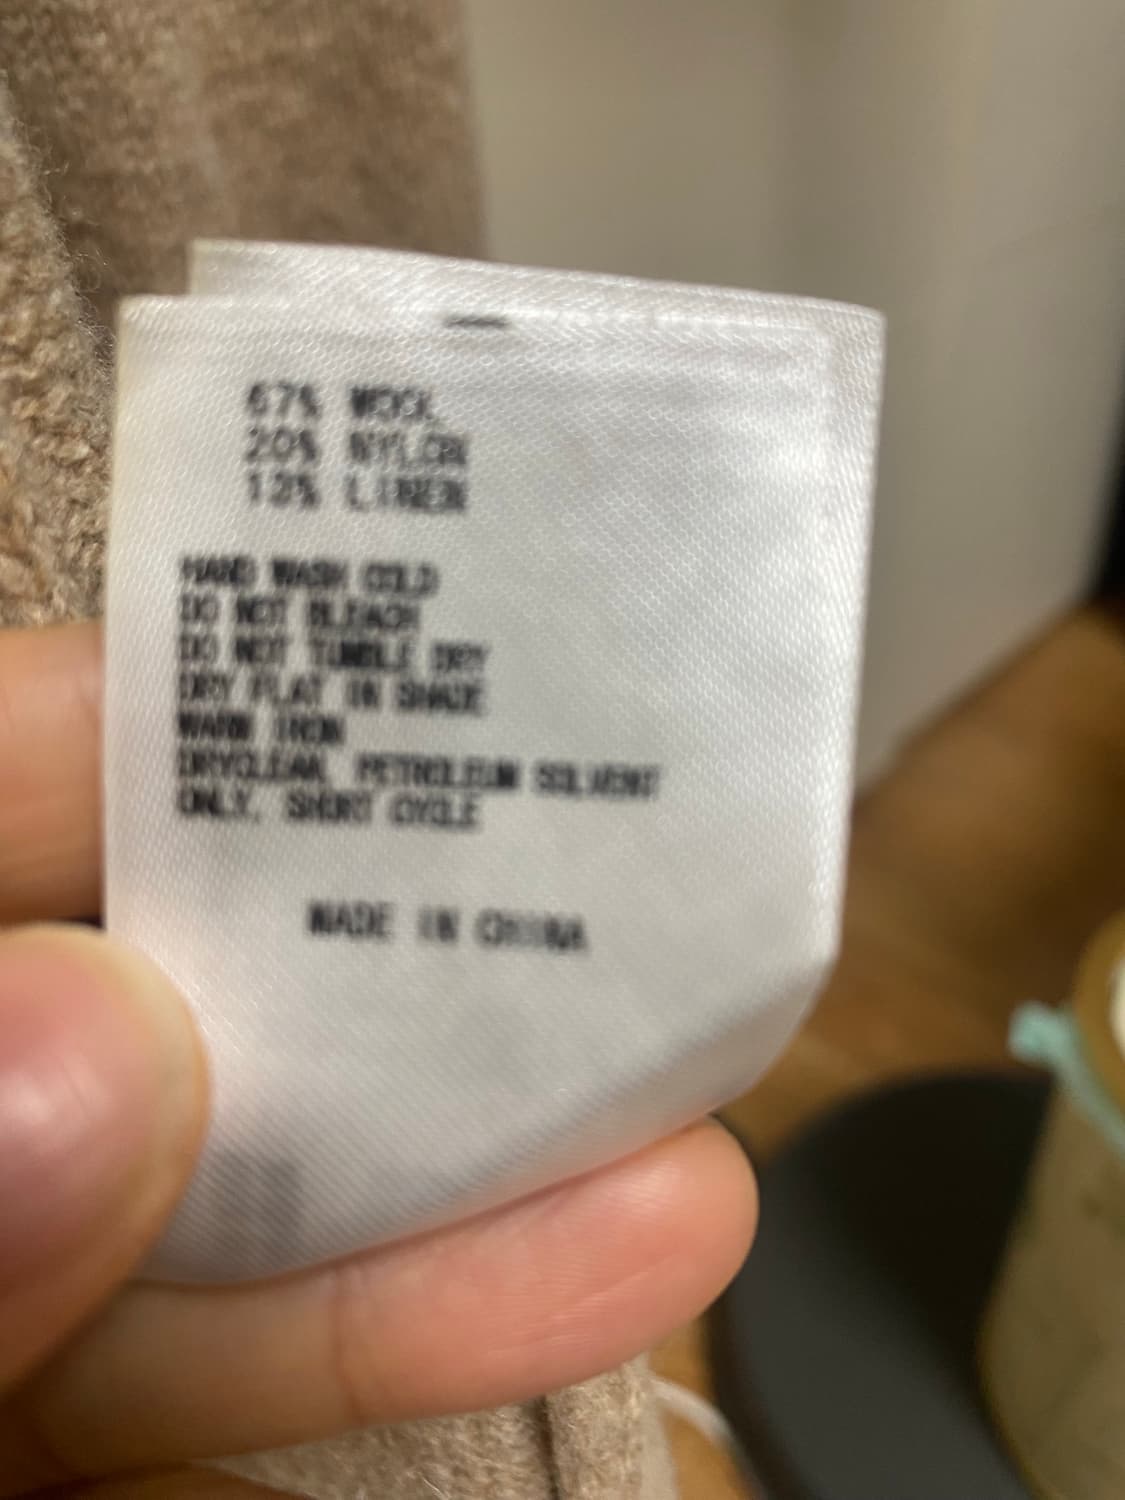 67% WOOL
20% NYLON
13% LINEN
HAND WASH COLD
DO NOT BLEACH
DO NOT TUMBLE DRY
DRY FLAT IN SHADE
WARM IRON
DRYCLEAN, PETROLEUM SOLVENT
ONLY. SHORT CYCLE
MADE IN CHINA